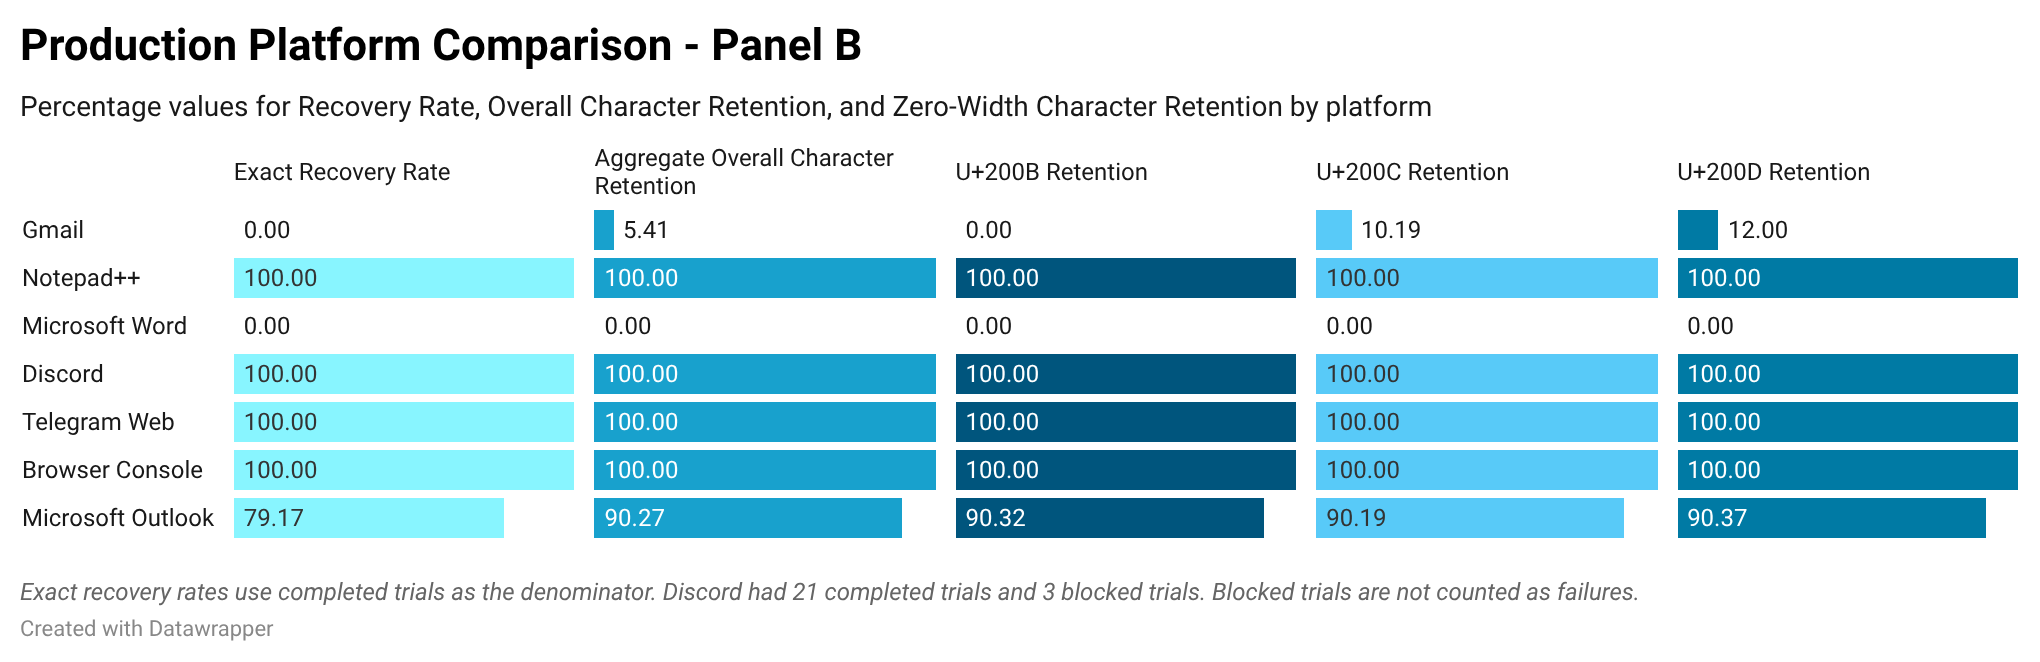 Production Platform Comparison - Panel B
Percentage values for Recovery Rate, Overall Character Retention, and Zero-Width Character Retention by platform
Exact Recovery Rate Aggregate Overall Character Retention U+200B Retention U+200C Retention U+200D Retention
Gmail 0.00 5.41 0.00 10.19 12.00
Notepad++ 100.00 100.00 100.00 100.00 100.00
Microsoft Word 0.00 0.00 0.00 0.00 0.00
Discord 100.00 100.00 100.00 100.00 100.00
Telegram Web 100.00 100.00 100.00 100.00 100.00
Browser Console 100.00 100.00 100.00 100.00 100.00
Microsoft Outlook 79.17 90.27 90.32 90.19 90.37
Exact recovery rates use completed trials as the denominator. Discord had 21 completed trials and 3 blocked trials. Blocked trials are not counted as failures.
Created with Datawrapper